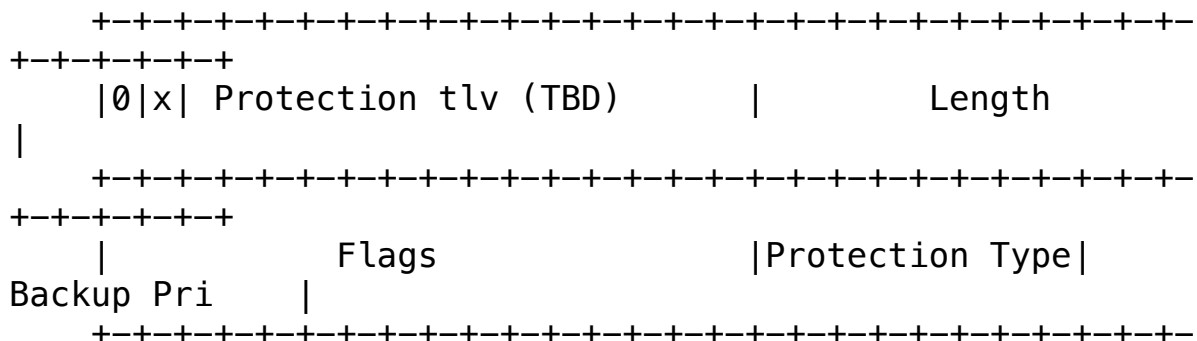 +-+-+-+-+-+-+-+-+-+-+-+-+-+-+-+-+-+-+-+-+-+-+-+-+-+-+-
+-+-+-+-+-+
    |0|x| Protection tlv (TBD)      |        Length
|
    +-+-+-+-+-+-+-+-+-+-+-+-+-+-+-+-+-+-+-+-+-+-+-+-+-+-+-
+-+-+-+-+-+
    |           Flags               |Protection Type|
Backup Pri    |
    +-+-+-+-+-+-+-+-+-+-+-+-+-+-+-+-+-+-+-+-+-+-+-+-+-+-+-